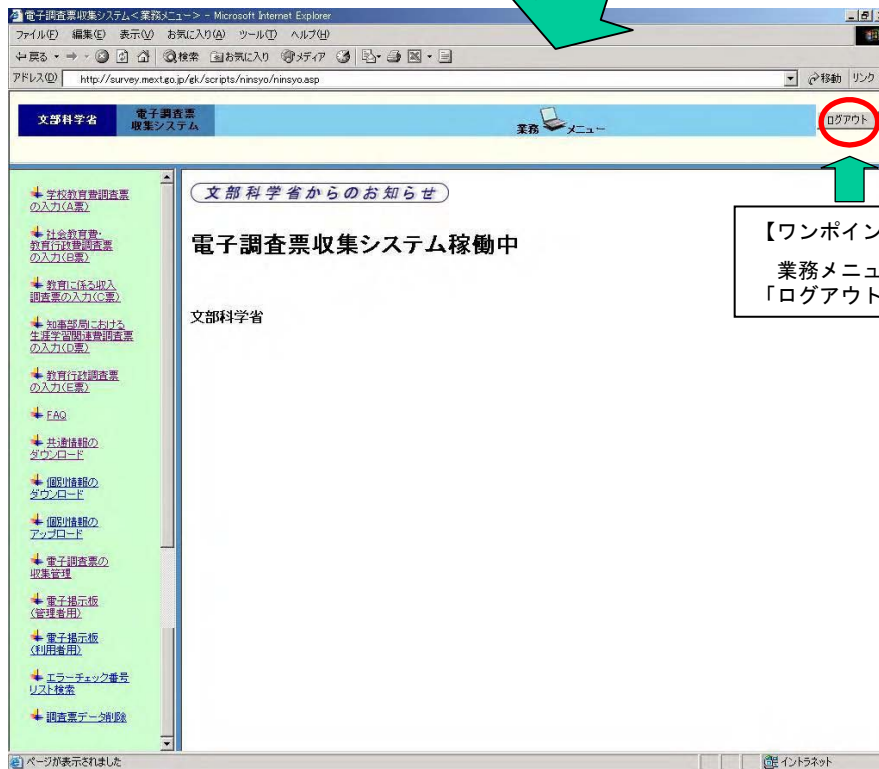 電子調査票収集システム<業務メニュー> - Microsoft Internet Explorer
ファイル(F) 編集(E) 表示(V) お気に入り(A) ツール(T) ヘルプ(H)
戻る 検索 お気に入り メディア
アドレス(D) http://survey.mext.go.jp/gk/scripts/ninsyo/ninsyo.asp 移動 リンク
文部科学省
電子調査票
収集システム
業務 メニュー
ログアウト
学校教育費調査票
の入力(A票)
社会教育費・
教育行政費調査票
の入力(B票)
教育に係る収入
調査票の入力(C票)
知事部局における
生涯学習関連費調査票
の入力(D票)
教育行政調査票
の入力(E票)
FAQ
共通情報の
ダウンロード
個別情報の
ダウンロード
個別情報の
アップロード
電子調査票の
収集管理
電子掲示板
(管理者用)
電子掲示板
(利用者用)
エラーチェック番号
リスト検索
調査票データ削除
文部科学省からのお知らせ
電子調査票収集システム稼働中
文部科学省
【ワンポイン
業務メニュ
「ログアウト
ページが表示されました
イントラネット